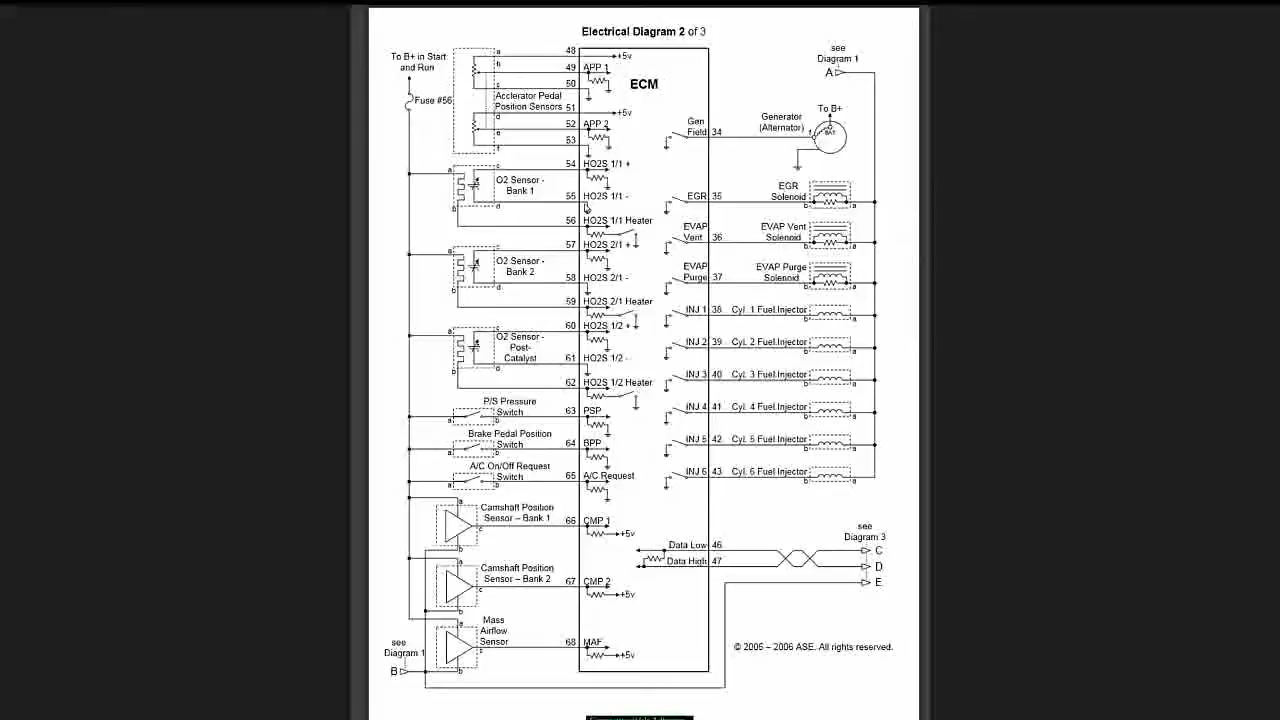 Electrical Diagram 2 of 3
To B+ in Start
and Run
Fuse #56
a
b
c
Acclerator Pedal
Position Sensors
d
e
f
48
+5v
49 APP 1
50
51
+5v
52 APP 2
53
ECM
54 HO2S 1/1 +
55 HO2S 1/1 -
56 HO2S 1/1 Heater
57 HO2S 2/1 +
58 HO2S 2/1 -
59 HO2S 2/1 Heater
60 HO2S 1/2 +
61 HO2S 1/2 -
62 HO2S 1/2 Heater
63 PSP
64 BPP
65 A/C Request
66 CMP 1
+5v
67 CMP 2
+5v
68 MAF
+5v
a
c
O2 Sensor -
Bank 1
b
d
a
c
O2 Sensor -
Bank 2
b
d
a
c
O2 Sensor -
Post-
Catalyst
b
d
P/S Pressure
Switch
a
b
Brake Pedal Position
Switch
a
b
A/C On/Off Request
Switch
a
b
Camshaft Position
Sensor – Bank 1
a
c
b
Camshaft Position
Sensor – Bank 2
a
c
b
Mass
Airflow
Sensor
a
c
b
see
Diagram 1
B
see
Diagram 1
A
To B+
Generator
(Alternator)
f
BAT
Gen
Field
34
EGR
Solenoid
EGR 35
b
a
EVAP Vent
Solenoid
EVAP
Vent
36
b
a
EVAP Purge
Solenoid
EVAP
Purge
37
b
a
INJ 1 38 Cyl. 1 Fuel Injector
b
a
INJ 2 39 Cyl. 2 Fuel Injector
b
a
INJ 3 40 Cyl. 3 Fuel Injector
b
a
INJ 4 41 Cyl. 4 Fuel Injector
b
a
INJ 5 42 Cyl. 5 Fuel Injector
b
a
INJ 6 43 Cyl. 6 Fuel Injector
b
a
see
Diagram 3
Data Low 46
C
Data High 47
D
E
© 2005 – 2006 ASE. All rights reserved.